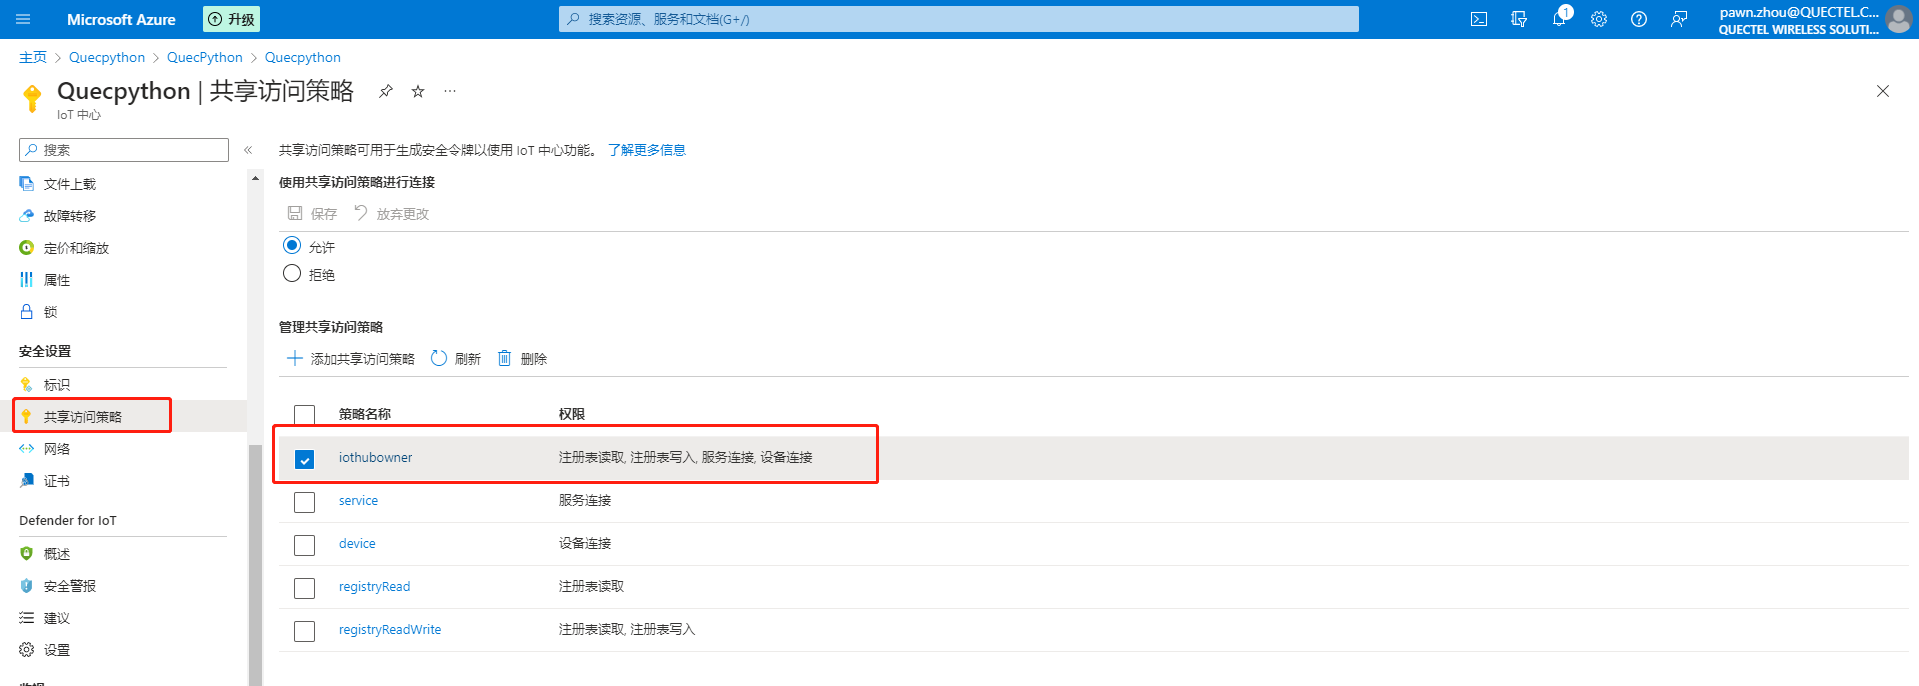 Microsoft Azure
升级
搜索资源、服务和文档(G+/)
1
pawn.zhou@QUECTEL.C...
QUECTEL WIRELESS SOLUTI...
主页 > Quecpython > QuecPython > Quecpython
Quecpython | 共享访问策略
IoT 中心
搜索
文件上载
故障转移
定价和缩放
属性
锁
安全设置
标识
共享访问策略
网络
证书
Defender for IoT
概述
安全警报
建议
设置
共享访问策略可用于生成安全令牌以使用 IoT 中心功能。 了解更多信息
使用共享访问策略进行连接
保存 放弃更改
允许
拒绝
管理共享访问策略
添加共享访问策略 刷新 删除
策略名称 权限
iothubowner 注册表读取, 注册表写入, 服务连接, 设备连接
service 服务连接
device 设备连接
registryRead 注册表读取
registryReadWrite 注册表读取, 注册表写入